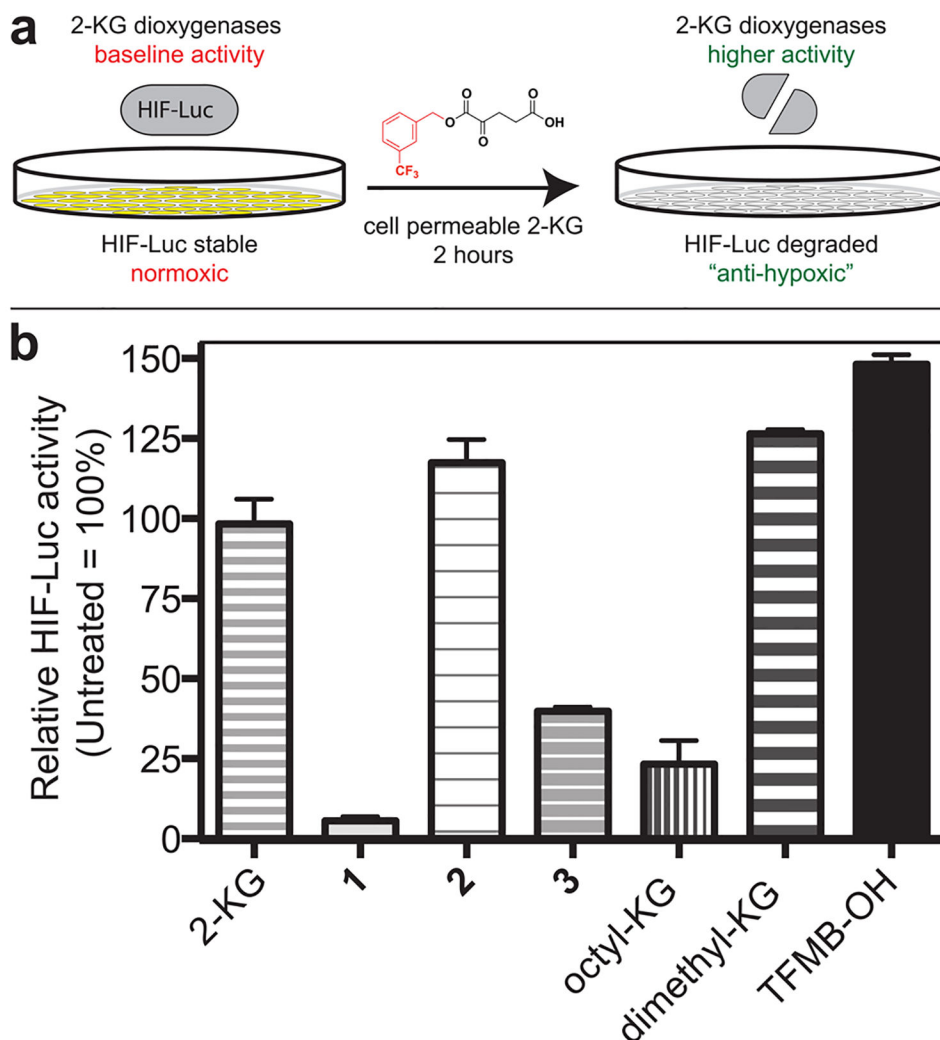 a
2-KG dioxygenases
baseline activity
2-KG dioxygenases
higher activity
HIF-Luc
O
O
O
OH
O
CF3
cell permeable 2-KG
2 hours
HIF-Luc stable
normoxic
HIF-Luc degraded
“anti-hypoxic”
b
Relative HIF-Luc activity
(Untreated = 100%)
150
125
100
75
50
25
0
2-KG
1
2
3
octyl-KG
dimethyl-KG
TFMB-OH